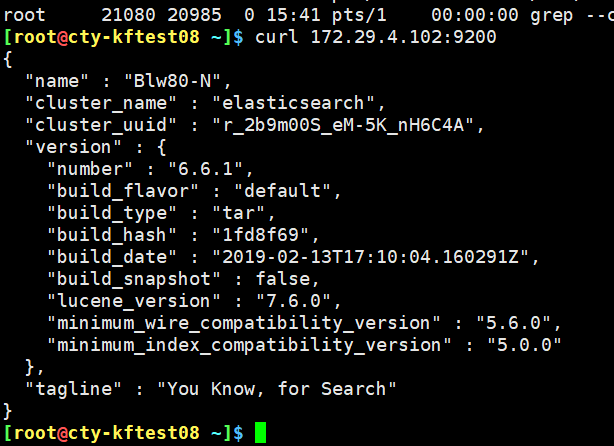 root     21080 20985  0 15:41 pts/1    00:00:00 grep --c
[root@cty-kftest08 ~]$ curl 172.29.4.102:9200
{
  "name" : "Blw80-N",
  "cluster_name" : "elasticsearch",
  "cluster_uuid" : "r_2b9m00S_eM-5K_nH6C4A",
  "version" : {
    "number" : "6.6.1",
    "build_flavor" : "default",
    "build_type" : "tar",
    "build_hash" : "1fd8f69",
    "build_date" : "2019-02-13T17:10:04.160291Z",
    "build_snapshot" : false,
    "lucene_version" : "7.6.0",
    "minimum_wire_compatibility_version" : "5.6.0",
    "minimum_index_compatibility_version" : "5.0.0"
  },
  "tagline" : "You Know, for Search"
}
[root@cty-kftest08 ~]$